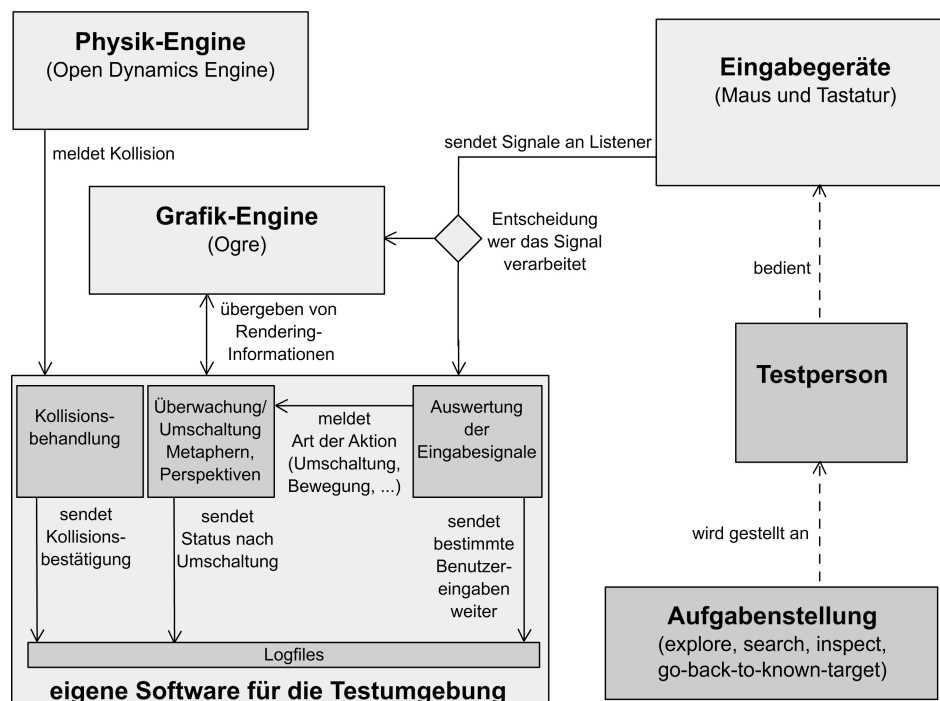 Physik-Engine
(Open Dynamics Engine)
Eingabegeräte
(Maus und Tastatur)
meldet Kollision
sendet Signale an Listener
Grafik-Engine
(Ogre)
Entscheidung
wer das Signal
verarbeitet
bedient
übergeben von
Rendering-
Informationen
Testperson
Kollisions-
behandlung
Überwachung/
Umschaltung
Metaphern,
Perspektiven
meldet
Art der Aktion
(Umschaltung,
Bewegung, ...)
Auswertung
der
Eingabesignale
sendet
Kollisions-
bestätigung
sendet
Status nach
Umschaltung
sendet
bestimmte
Benutzer-
eingaben
weiter
wird gestellt an
Aufgabenstellung
(explore, search, inspect,
go-back-to-known-target)
Logfiles
eigene Software für die Testumgebung